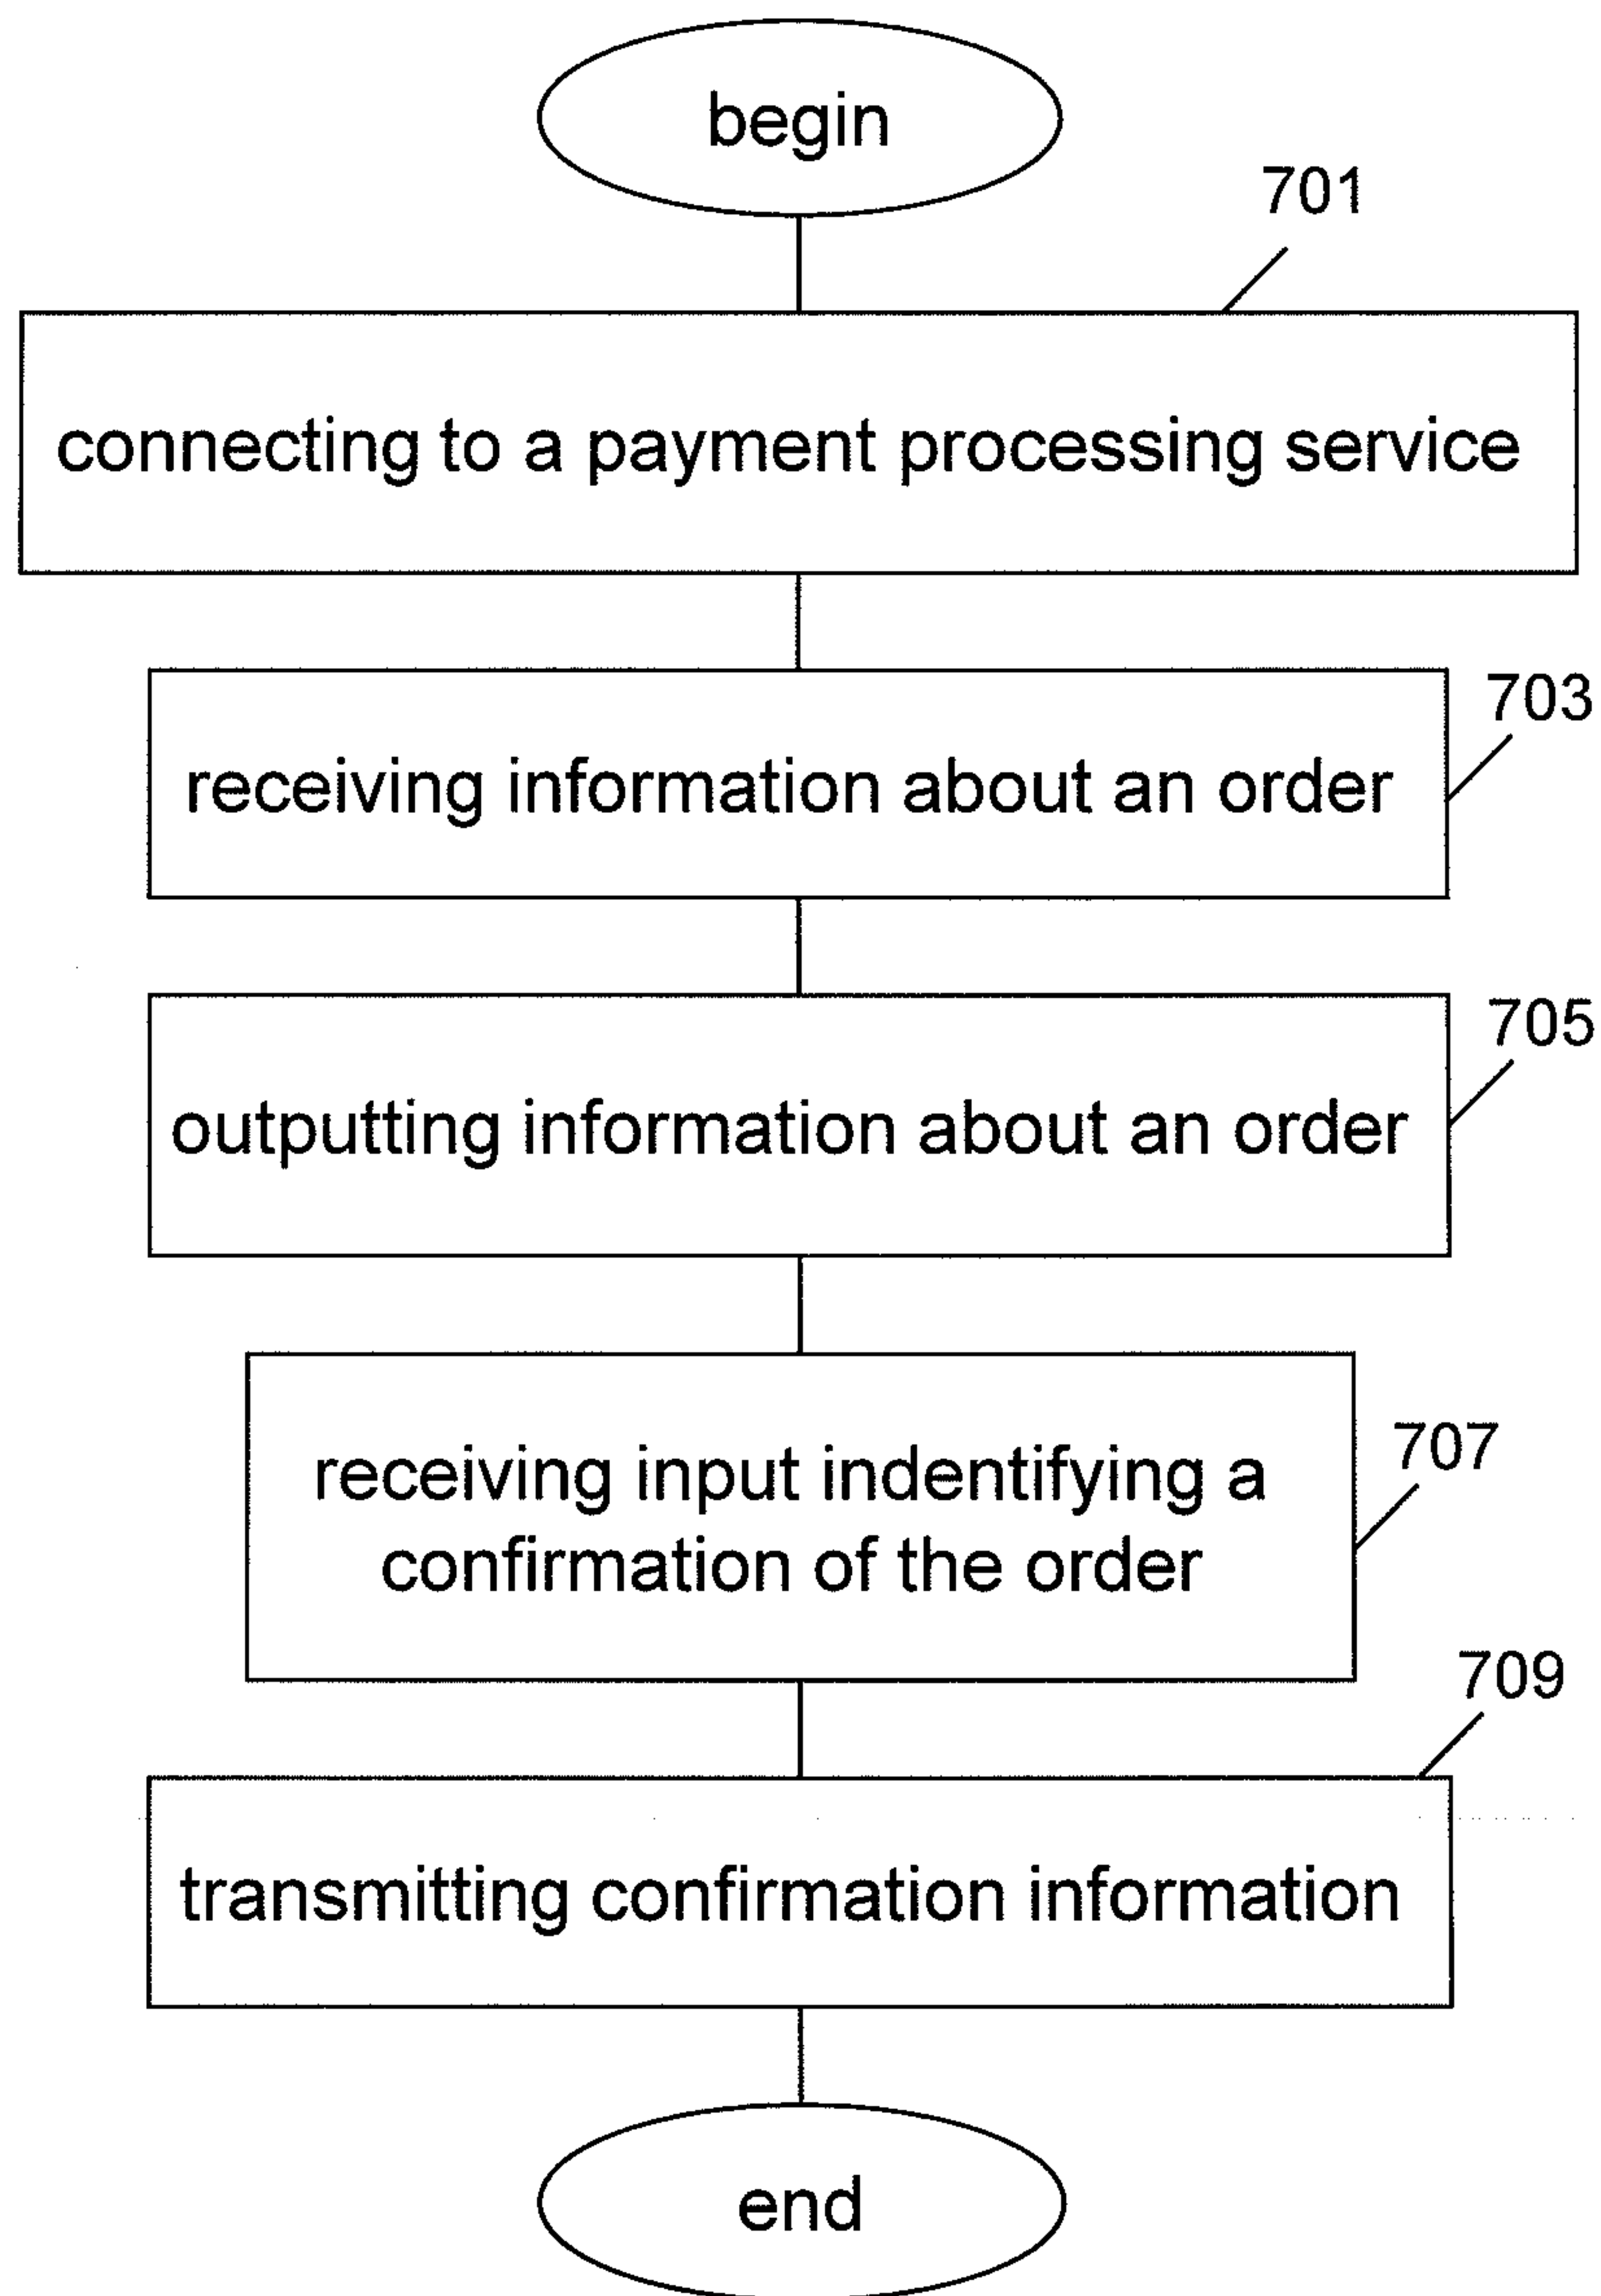 begin
701
connecting to a payment processing service
703
receiving information about an order
705
outputting information about an order
707
receiving input indentifying a
confirmation of the order
709
transmitting confirmation information
end